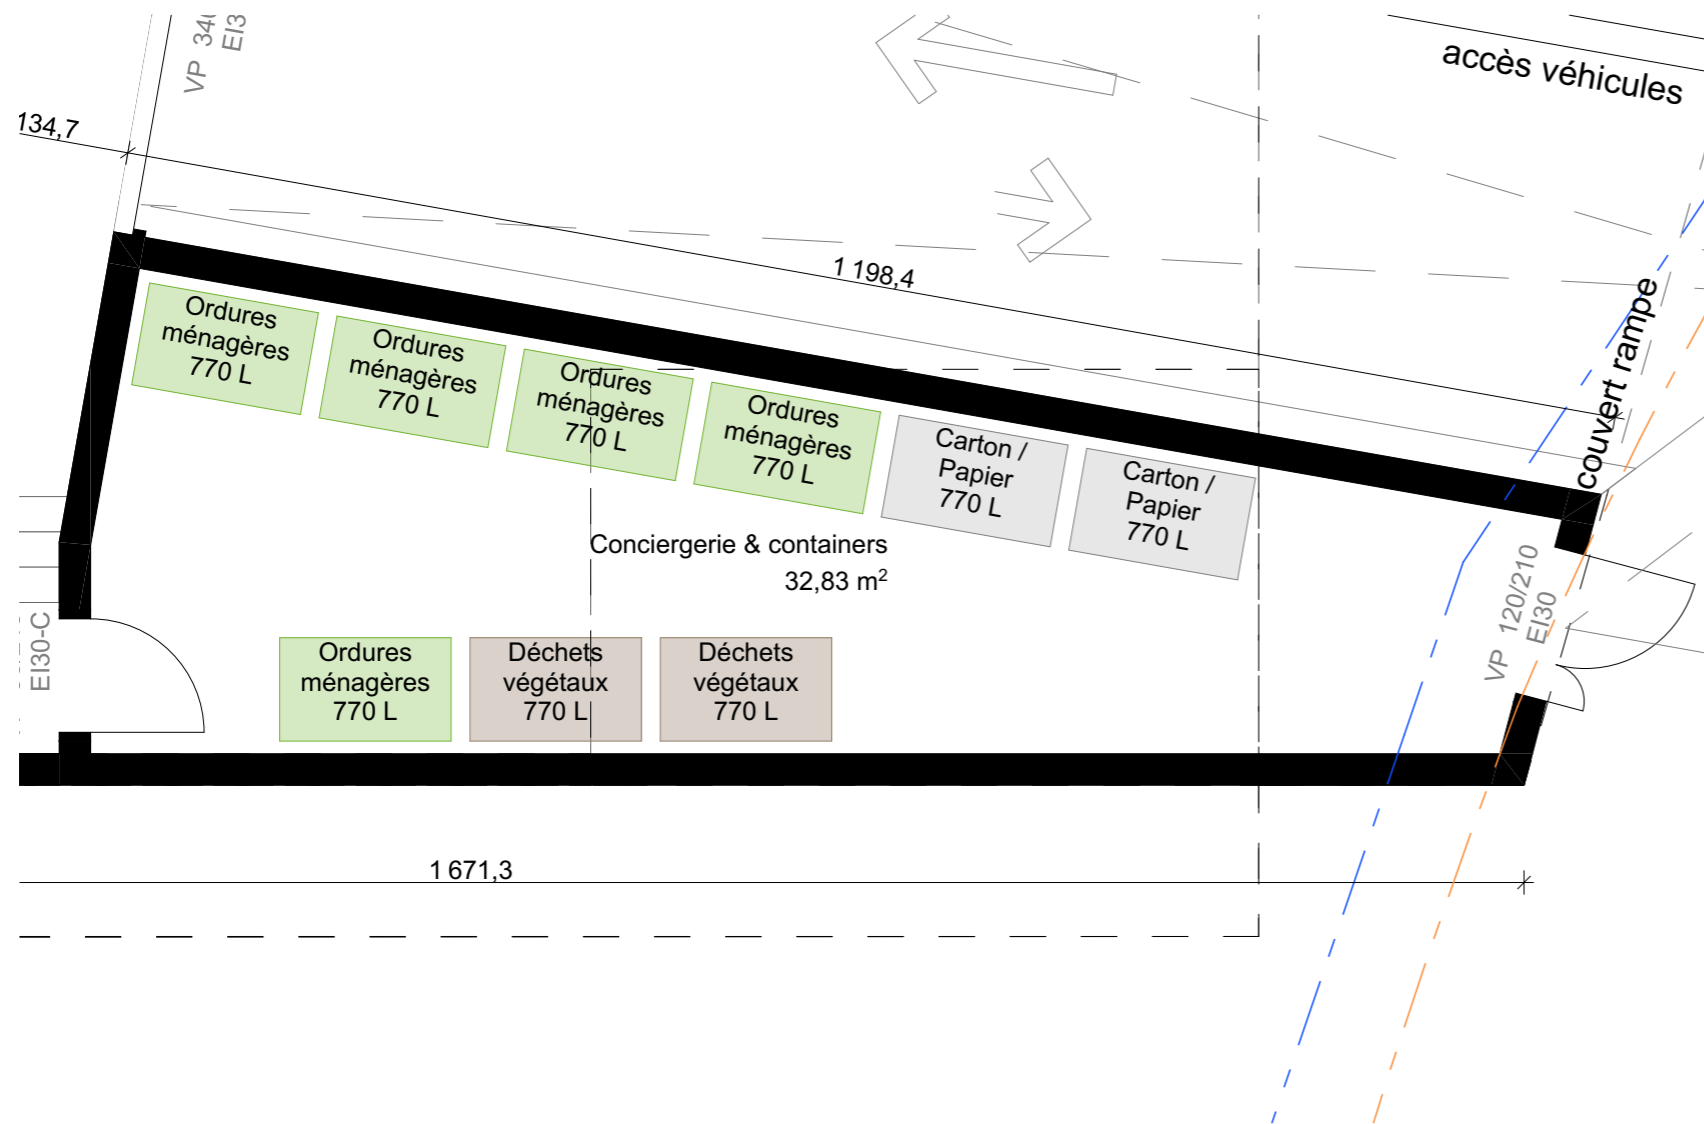 VP 340
EI3
accès véhicules
134,7
1 198,4
couvert rampe
Ordures
ménagères
770 L
Ordures
ménagères
770 L
Ordures
ménagères
770 L
Ordures
ménagères
770 L
Carton /
Papier
770 L
Carton /
Papier
770 L
Conciergerie & containers
32,83 m²
VP 120/210
EI30
EI30-C
Ordures
ménagères
770 L
Déchets
végétaux
770 L
Déchets
végétaux
770 L
1 671,3